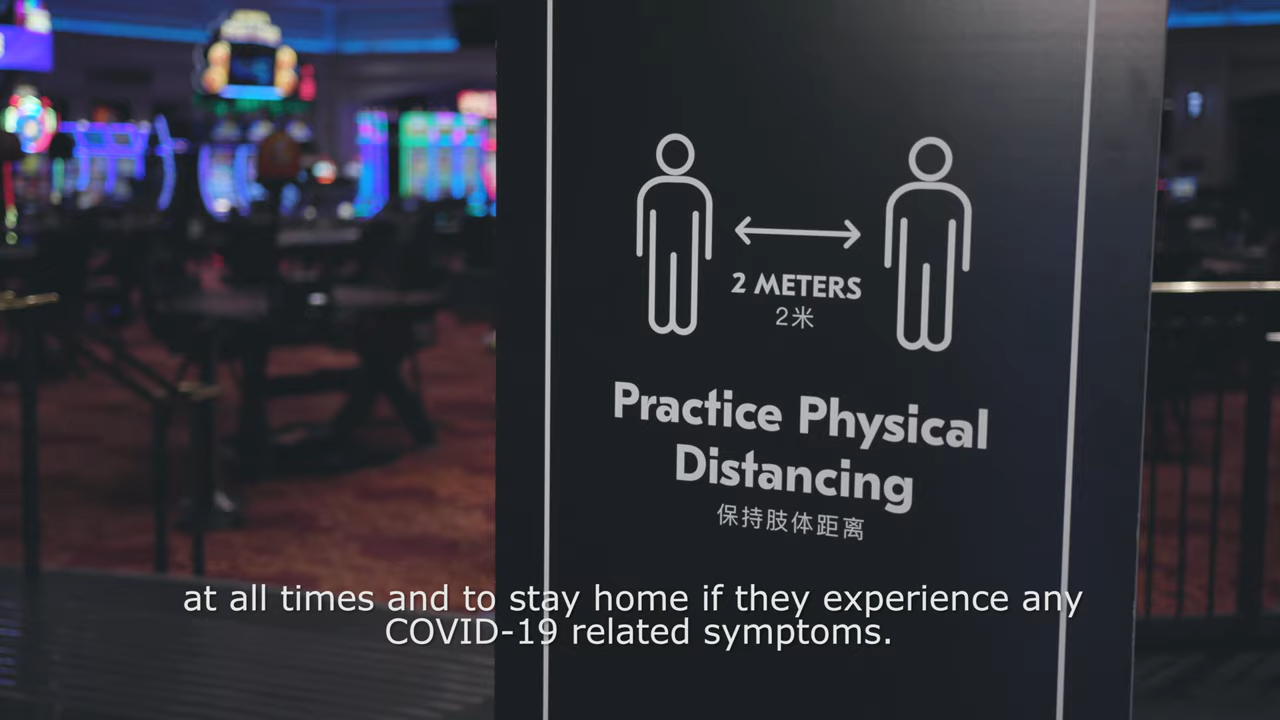 2 METERS
2米
Practice Physical
Distancing
保持肢体距离
at all times and to stay home if they experience any
COVID-19 related symptoms.